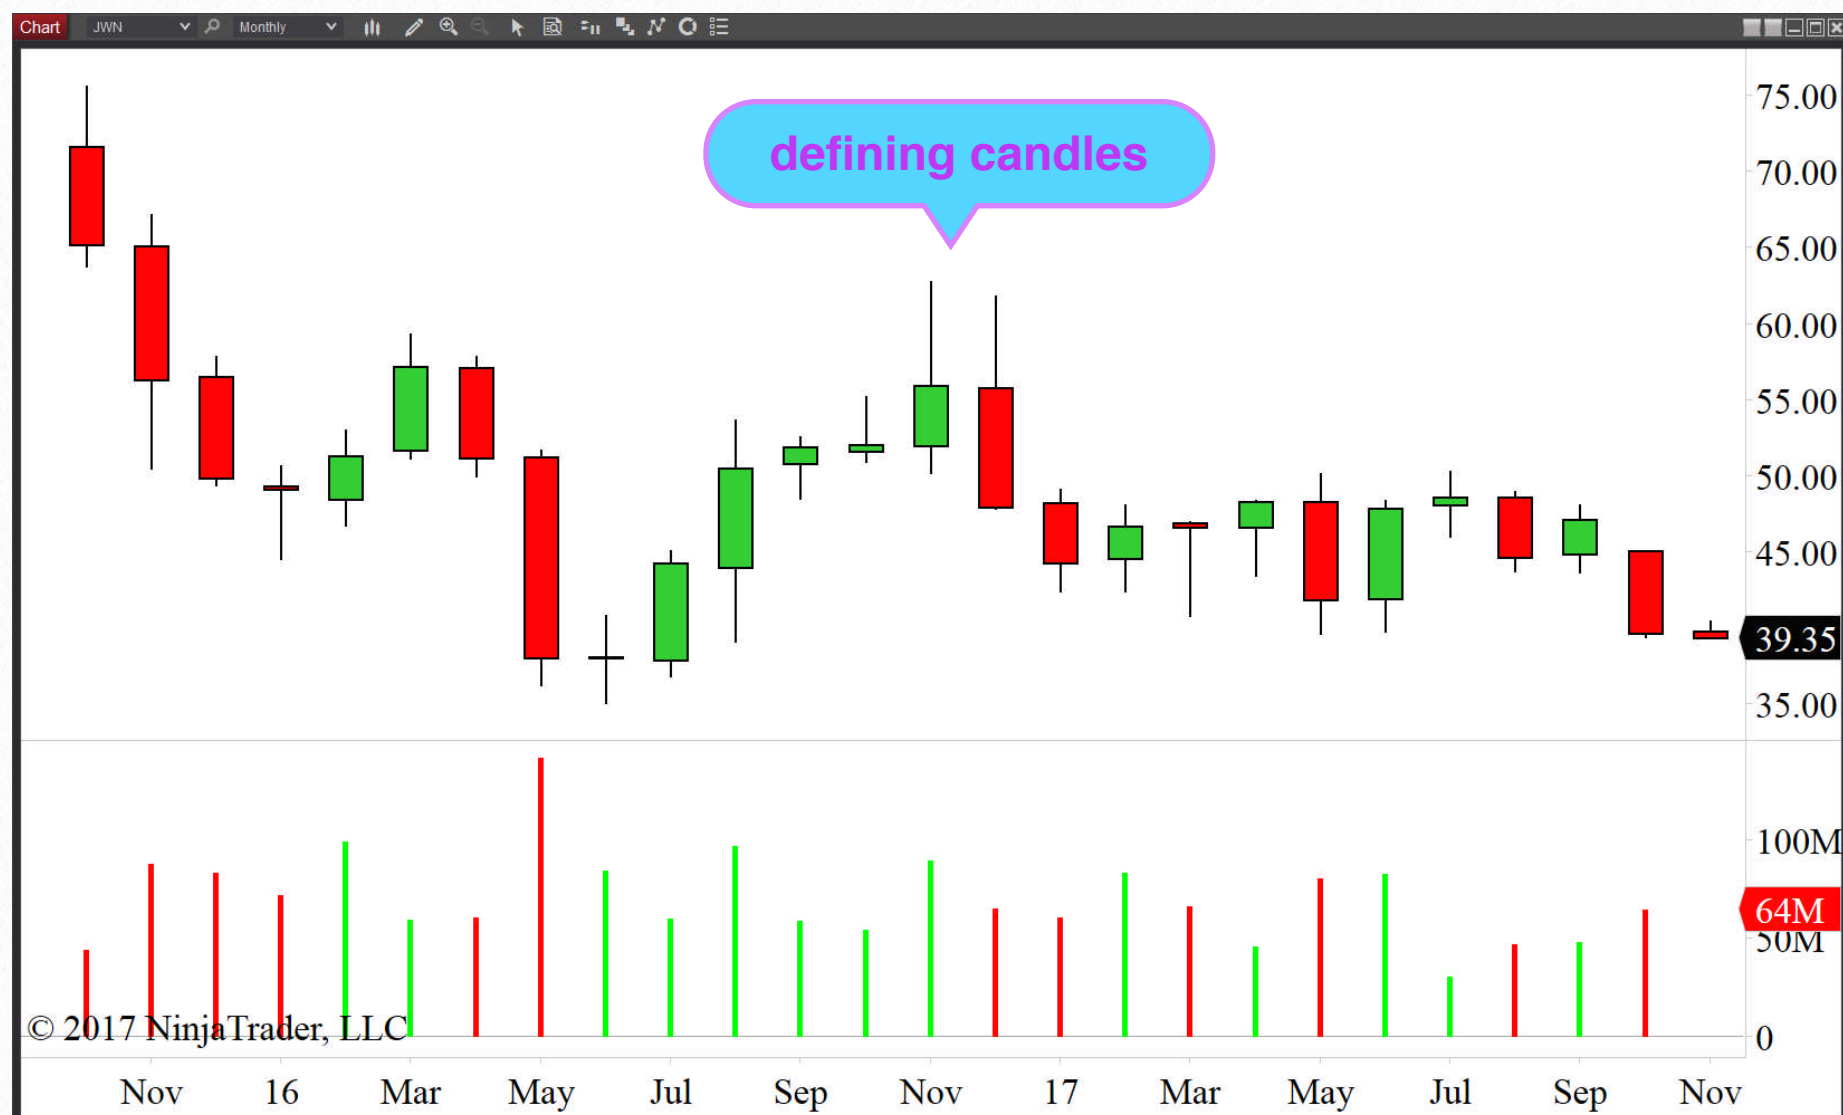 Chart JWN Monthly
defining candles
75.00
70.00
65.00
60.00
55.00
50.00
45.00
39.35
35.00
100M
64M
50M
0
© 2017 NinjaTrader, LLC
Nov 16 Mar May Jul Sep Nov 17 Mar May Jul Sep Nov